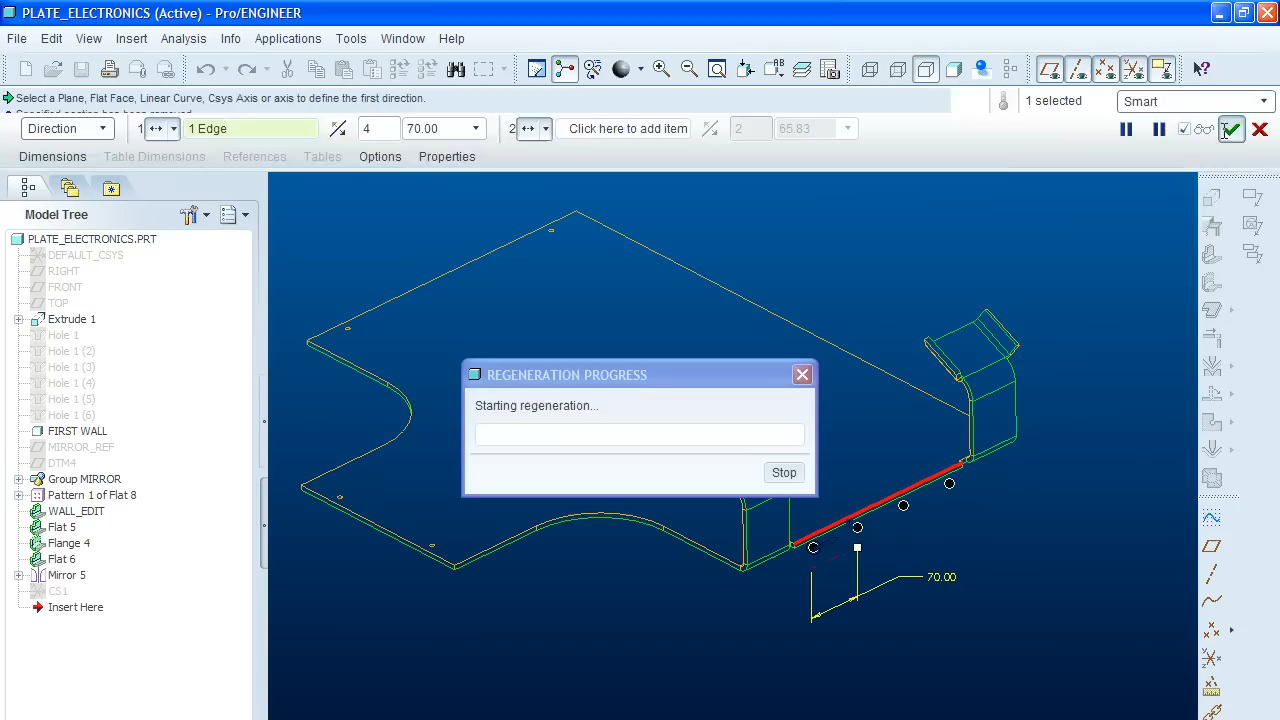 PLATE_ELECTRONICS (Active) - Pro/ENGINEER
File Edit View Insert Analysis Info Applications Tools Window Help
Select a Plane, Flat Face, Linear Curve, Csys Axis or axis to define the first direction.
1 selected
Smart
Direction 1 1 Edge 4 70.00 2 Click here to add item 2 65.83
Dimensions Table Dimensions References Tables Options Properties
Model Tree
PLATE_ELECTRONICS.PRT
DEFAULT_CSYS
RIGHT
FRONT
TOP
Extrude 1
Hole 1
Hole 1 (2)
Hole 1 (3)
Hole 1 (4)
Hole 1 (5)
Hole 1 (6)
FIRST WALL
MIRROR_REF
DTM4
Group MIRROR
Pattern 1 of Flat 8
WALL_EDIT
Flat 5
Flange 4
Flat 6
Mirror 5
CS1
Insert Here
REGENERATION PROGRESS
Starting regeneration...
Stop
70.00